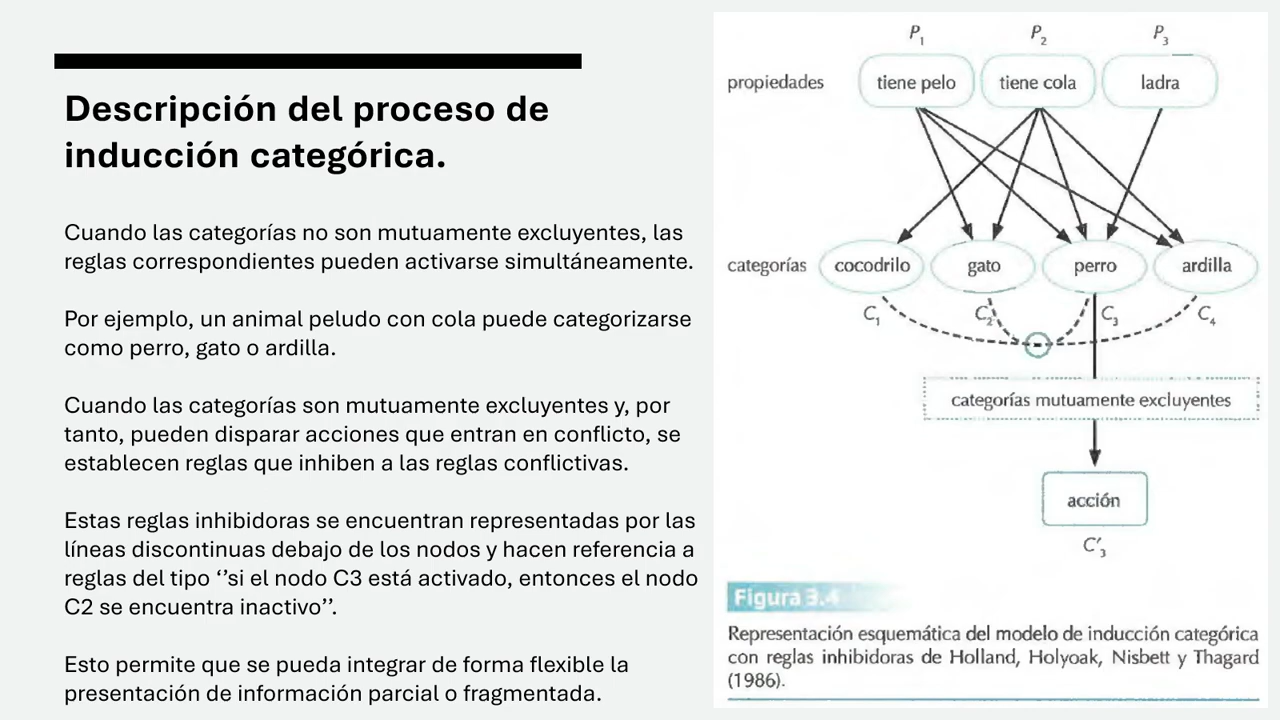 Descripción del proceso de
inducción categórica.
Cuando las categorías no son mutuamente excluyentes, las
reglas correspondientes pueden activarse simultáneamente.
Por ejemplo, un animal peludo con cola puede categorizarse
como perro, gato o ardilla.
Cuando las categorías son mutuamente excluyentes y, por
tanto, pueden disparar acciones que entran en conflicto, se
establecen reglas que inhiben a las reglas conflictivas.
Estas reglas inhibidoras se encuentran representadas por las
líneas discontinuas debajo de los nodos y hacen referencia a
reglas del tipo ‘’si el nodo C3 está activado, entonces el nodo
C2 se encuentra inactivo’’.
Esto permite que se pueda integrar de forma flexible la
presentación de información parcial o fragmentada.
P₁ P₂ P₃
propiedades tiene pelo tiene cola ladra
categorías cocodrilo gato perro ardilla
C₁ C₂ C₃ C₄
categorías mutuamente excluyentes
acción
C’₃
Figura 3.4
Representación esquemática del modelo de inducción categórica
con reglas inhibidoras de Holland, Holyoak, Nisbett y Thagard
(1986).